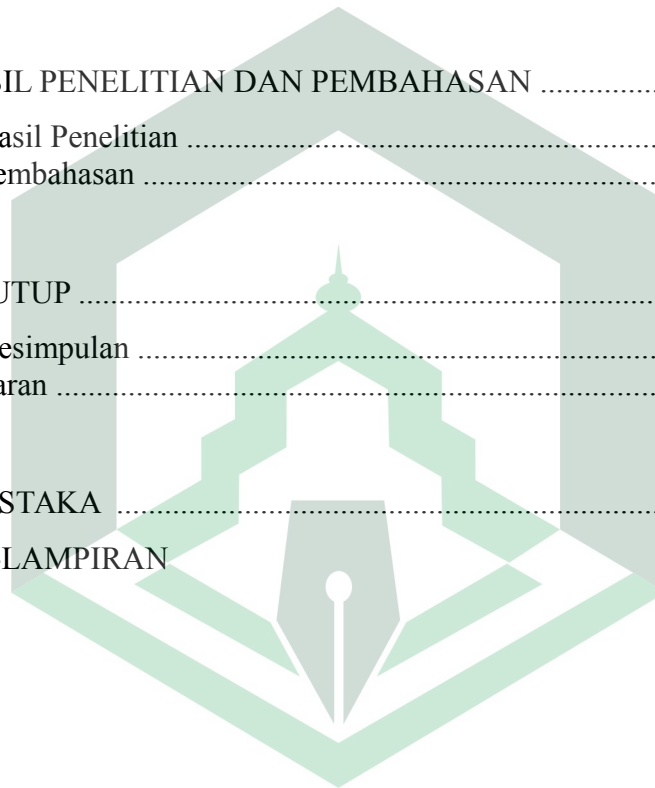 SIL PENELITIAN DAN PEMBAHASAN ..............
asil Penelitian ..........................................................
embahasan ...............................................................
UTUP .......................................................................
esimpulan ................................................................
aran ..........................................................................
STAKA ...................................................................
LAMPIRAN